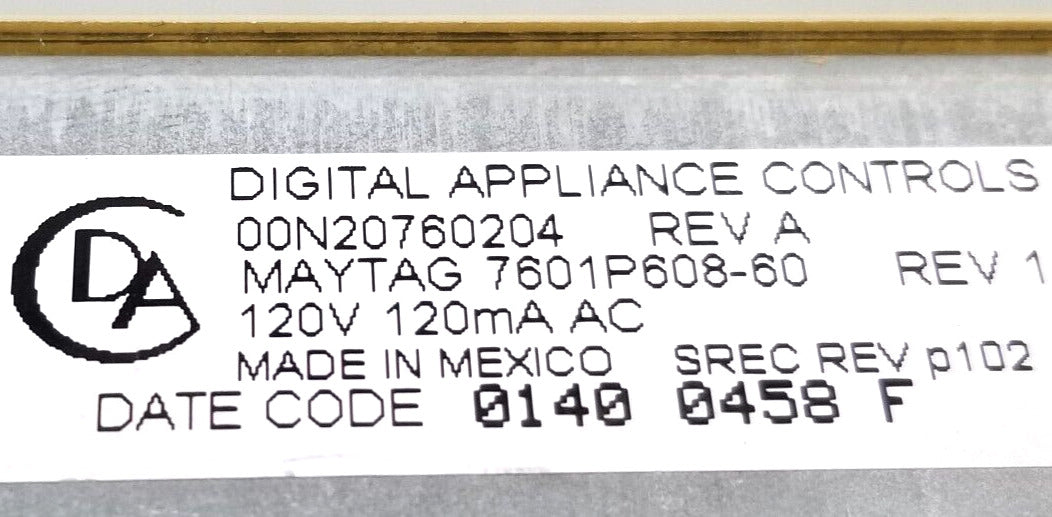 DIGITAL APPLIANCE CONTROLS
CDA
00N20760204 REV A
MAYTAG 7601P608-60 REV 1
120V 120mA AC
MADE IN MEXICO SREC REV p102
DATE CODE 0140 0458 F